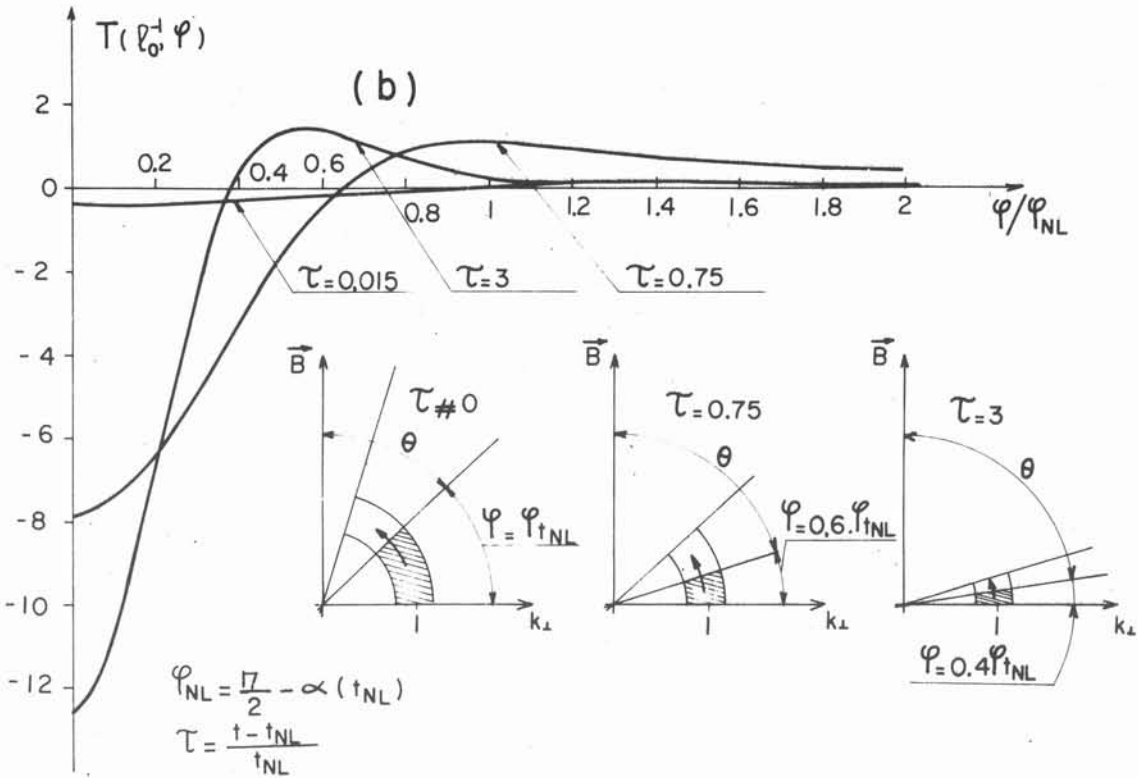 T(ℓ₀⁻¹, φ)
(b)
2
0.2
0.4
0.6
0
0.8
1
1.2
1.4
1.6
1.8
2
φ/φ_NL
-2
τ=0,015
τ=3
τ=0.75
-4
-6
-8
-10
-12
B⃗
τ#0
θ
φ=φ_tNL
1
k⊥
B⃗
τ=0.75
θ
φ=0,6.φ_tNL
1
k⊥
B⃗
τ=3
θ
1
k⊥
φ=0.4φ_tNL
φ_NL = π/2 - α(t_NL)
τ = t - t_NL / t_NL